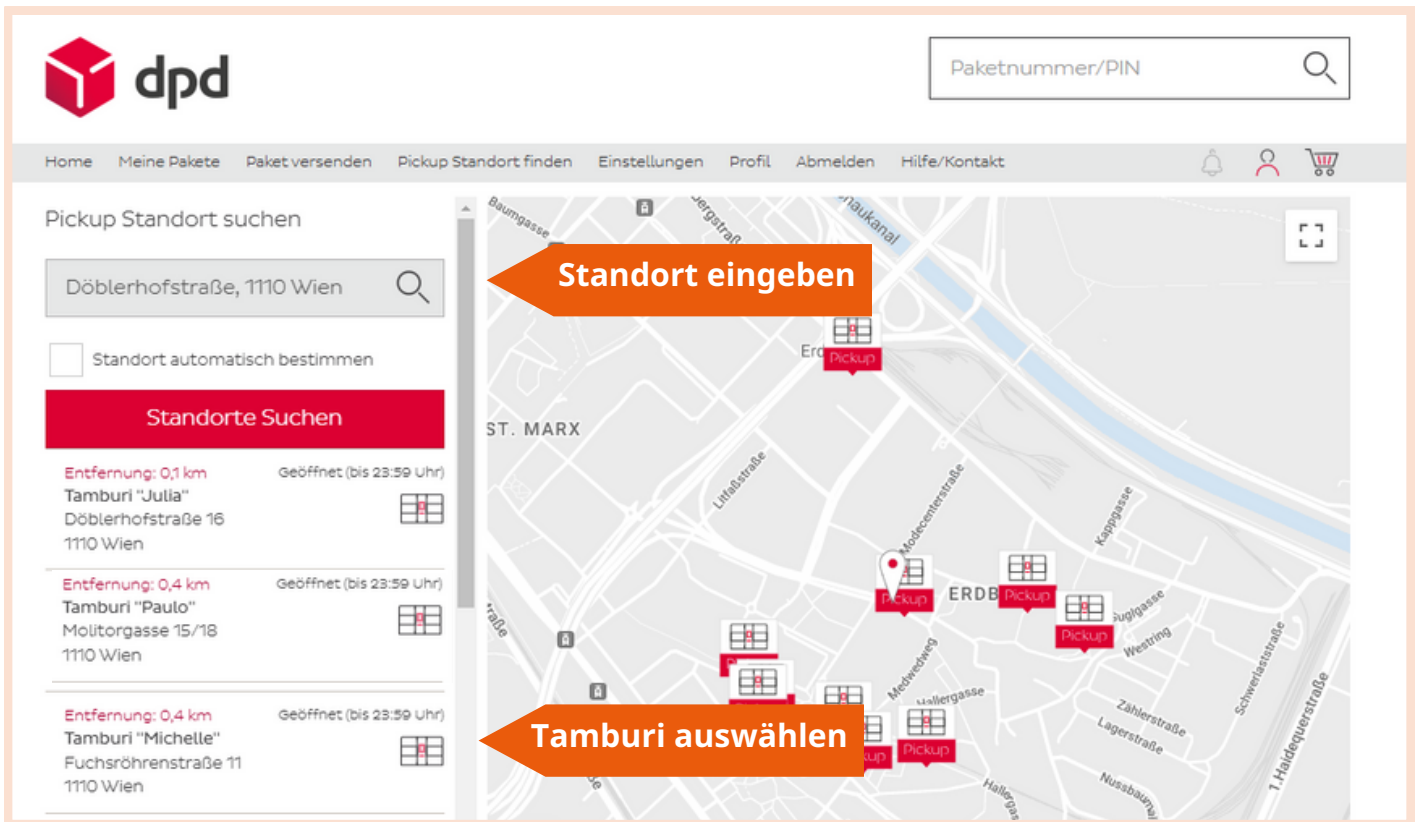 dpd
Paketnummer/PIN
Home Meine Pakete Paket versenden Pickup Standort finden Einstellungen Profil Abmelden Hilfe/Kontakt
Pickup Standort suchen
Döblerhofstraße, 1110 Wien
Standort automatisch bestimmen
Standorte Suchen
Entfernung: 0,1 km Geöffnet (bis 23:59 Uhr)
Tamburi "Julia"
Döblerhofstraße 16
1110 Wien
Entfernung: 0,4 km Geöffnet (bis 23:59 Uhr)
Tamburi "Paulo"
Molitorgasse 15/18
1110 Wien
Entfernung: 0,4 km Geöffnet (bis 23:59 Uhr)
Tamburi "Michelle"
Fuchsröhrenstraße 11
1110 Wien
Baumgasse
Standort eingeben
Pickup
ST. MARX
Litfaßstraße
Modecenterstraße
Kappgasse
Pickup
ERDB
Pickup
Pickup
Westring
Medwedweg
Hallergasse
Pickup
Zählerstraße
Lagerstraße
Schwerlaststraße
1. Haidequerstraße
Tamburi auswählen